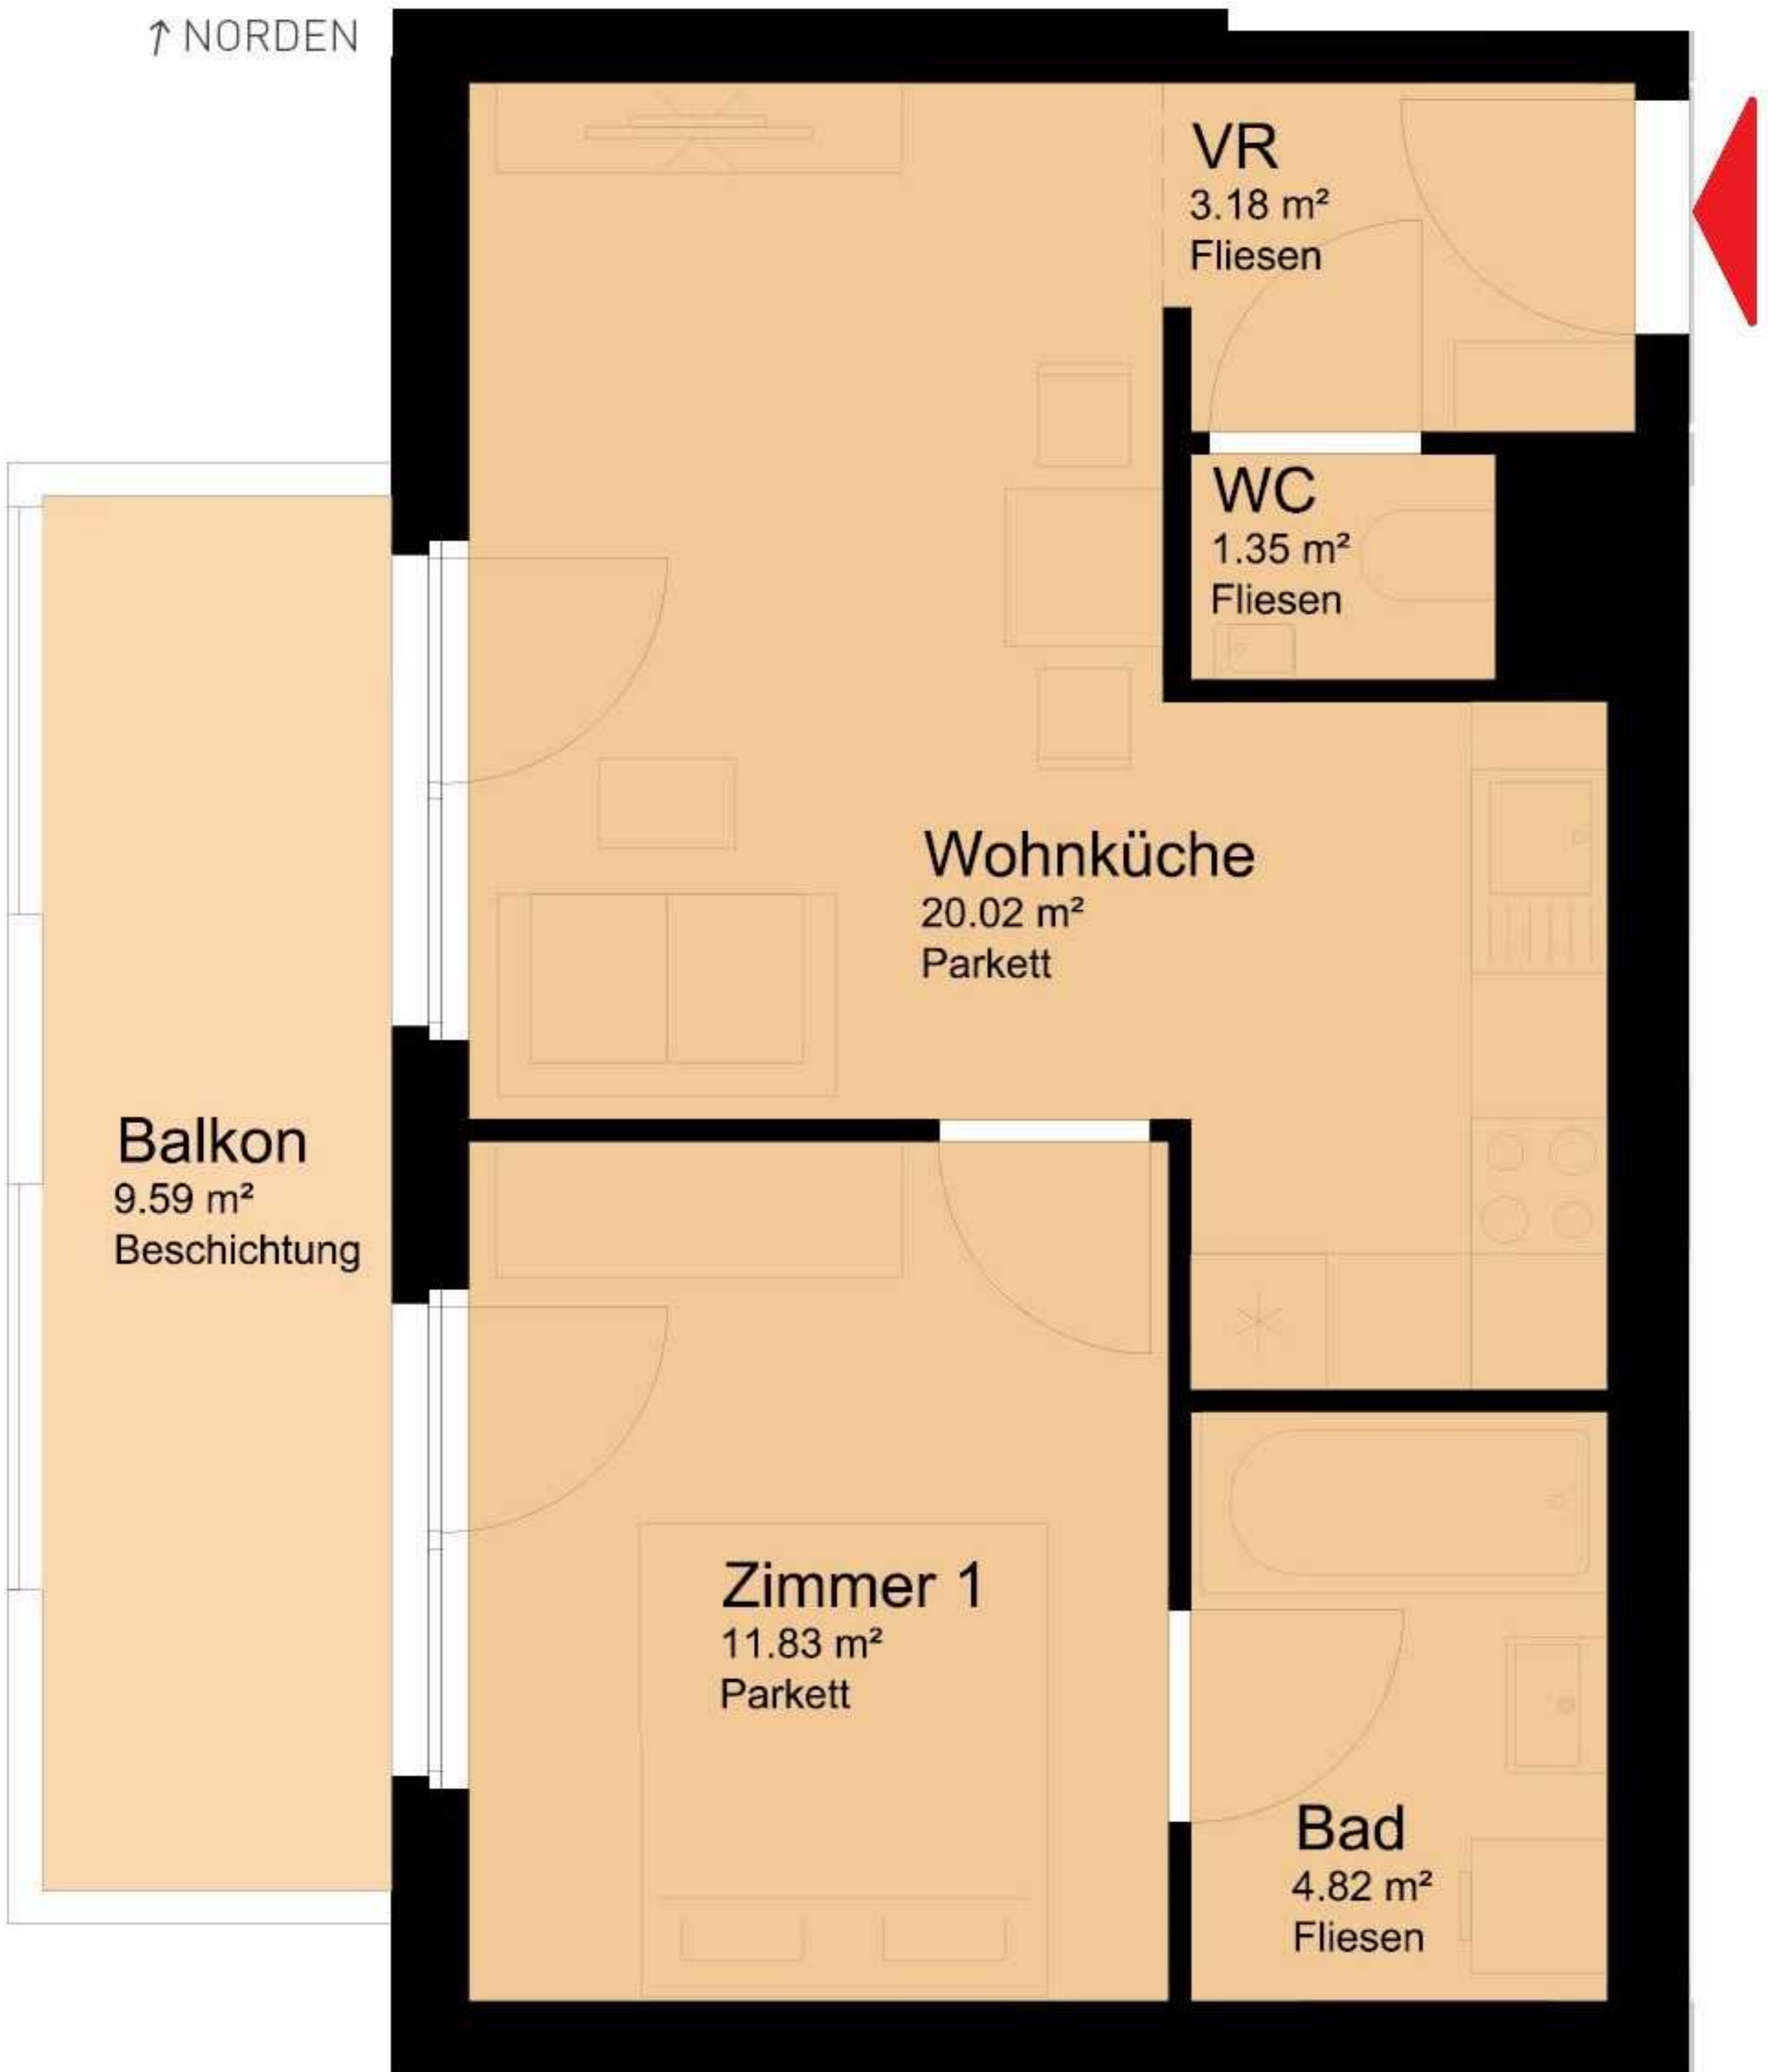 ↑ NORDEN
VR
3.18 m²
Fliesen
WC
1.35 m²
Fliesen
Wohnküche
20.02 m²
Parkett
Balkon
9.59 m²
Beschichtung
Zimmer 1
11.83 m²
Parkett
Bad
4.82 m²
Fliesen